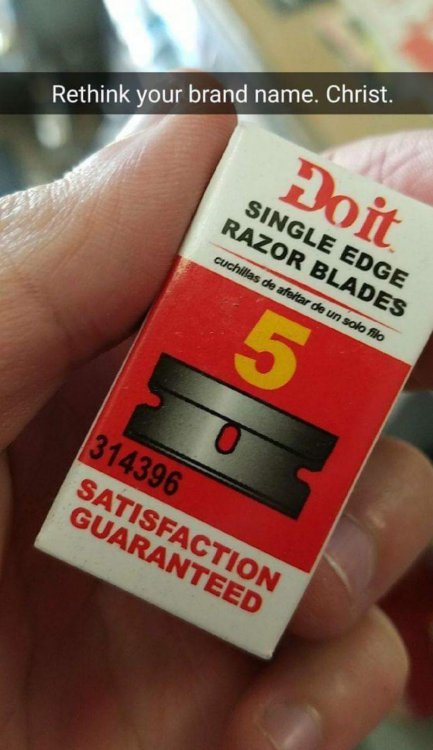 Rethink your brand name. Christ.
Do it
SINGLE EDGE
RAZOR BLADES
cuchillas de afeitar de un solo filo
5
314396
SATISFACTION
GUARANTEED